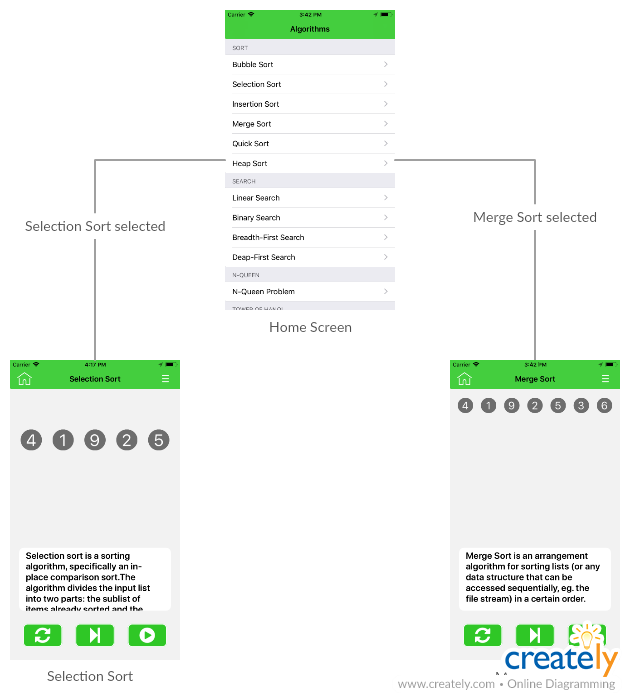 Carrier 3:42 PM
Algorithms
SORT
Bubble Sort
Selection Sort
Insertion Sort
Merge Sort
Quick Sort
Heap Sort
SEARCH
Linear Search
Binary Search
Breadth-First Search
Deap-First Search
N-QUEEN
N-Queen Problem
TOWER OF HANOI
Home Screen
Selection Sort selected
Merge Sort selected
Carrier 4:17 PM
Selection Sort
4 1 9 2 5
Selection sort is a sorting
algorithm, specifically an in-
place comparison sort.The
algorithm divides the input list
into two parts: the sublist of
items already sorted and the
Selection Sort
Carrier 3:42 PM
Merge Sort
4 1 9 2 5 3 6
Merge Sort is an arrangement
algorithm for sorting lists (or any
data structure that can be
accessed sequentially, eg. the
file stream) in a certain order.
creately
www.creately.com • Online Diagramming